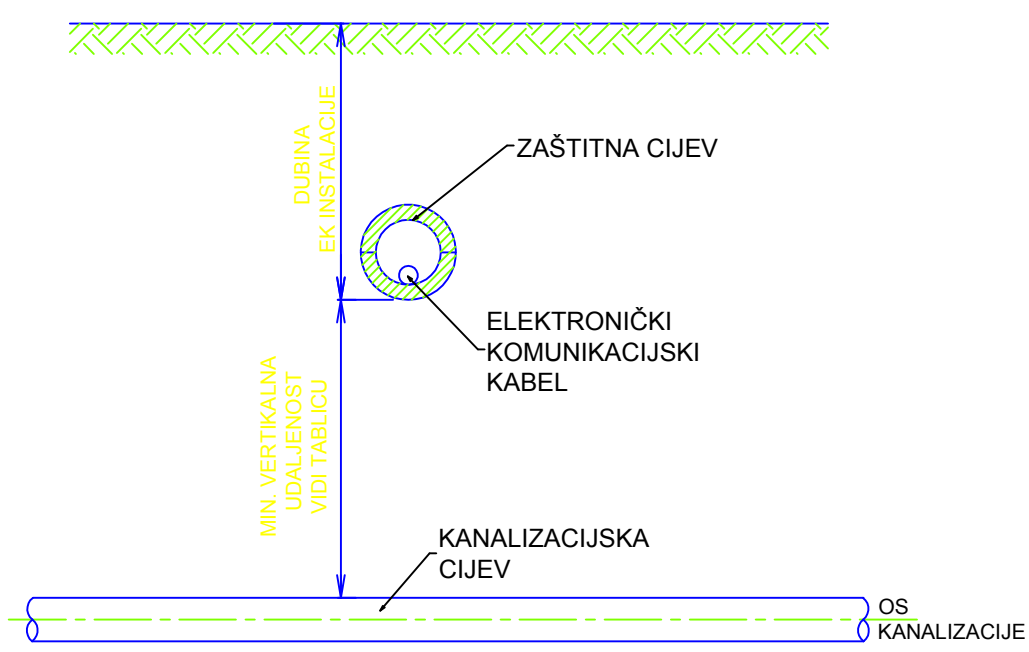 DUBINA
EK INSTALACIJE
ZAŠTITNA CIJEV
ELEKTRONIČKI
KOMUNIKACIJSKI
KABEL
MIN. VERTIKALNA
UDALJENOST
VIDI TABLICU
KANALIZACIJSKA
CIJEV
OS
KANALIZACIJE